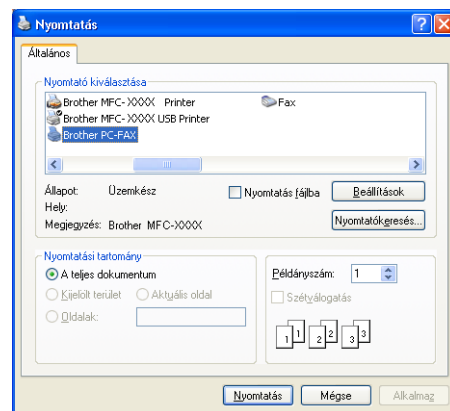 Nyomtatás
Általános
Nyomtató kiválasztása
Brother MFC-XXXX Printer
Fax
Brother MFC-XXXX USB Printer
Brother PC-FAX
Állapot: Üzemkész
Nyomtatás fájlba
Beállítások
Hely:
Megjegyzés: Brother MFC-XXXX
Nyomtatókeresés...
Nyomtatási tartomány
A teljes dokumentum
Példányszám: 1
Kijelölt terület
Aktuális oldal
Szétválogatás
Oldalak:
1 1 2 2 3 3
Nyomtatás
Mégse
Alkalmaz